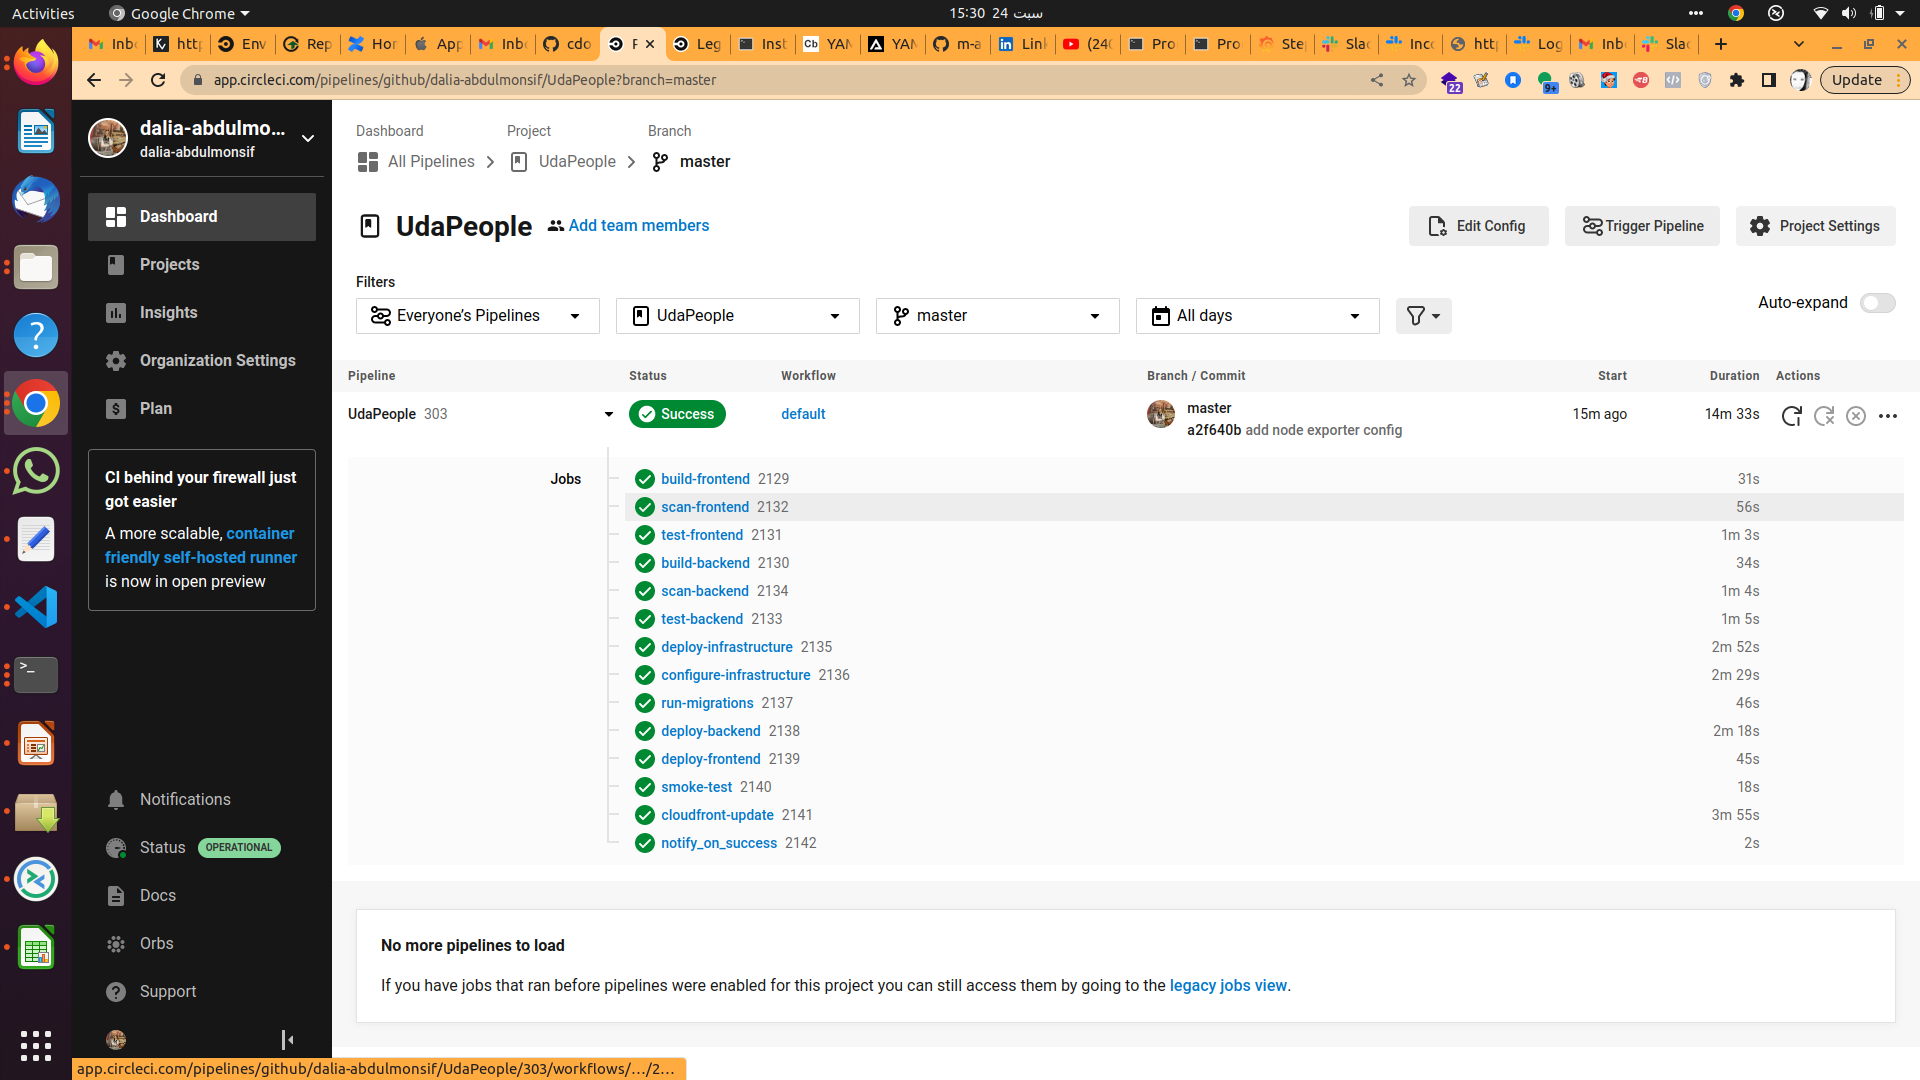 Activities
Google Chrome
15:30 24 سبت
Inb
http
Env
Rep
Hor
App
Inb
cdo
F
Leg
Inst
YAM
YAM
m-a
Link
(240
Pro
Pro
Step
Slac
Inco
http
Log
Inb
Slac
app.circleci.com/pipelines/github/dalia-abdulmonsif/UdaPeople?branch=master
22
9+
Update
dalia-abdulmo...
dalia-abdulmonsif
Dashboard
Projects
Insights
Organization Settings
Plan
CI behind your firewall just
got easier
A more scalable, container
friendly self-hosted runner
is now in open preview
Notifications
Status OPERATIONAL
Docs
Orbs
Support
Dashboard Project Branch
All Pipelines UdaPeople master
UdaPeople Add team members
Edit Config Trigger Pipeline Project Settings
Filters
Everyone's Pipelines UdaPeople master All days
Auto-expand
Pipeline Status Workflow Branch / Commit Start Duration Actions
UdaPeople 303 Success default master 15m ago 14m 33s
a2f640b add node exporter config
Jobs build-frontend 2129 31s
scan-frontend 2132 56s
test-frontend 2131 1m 3s
build-backend 2130 34s
scan-backend 2134 1m 4s
test-backend 2133 1m 5s
deploy-infrastructure 2135 2m 52s
configure-infrastructure 2136 2m 29s
run-migrations 2137 46s
deploy-backend 2138 2m 18s
deploy-frontend 2139 45s
smoke-test 2140 18s
cloudfront-update 2141 3m 55s
notify_on_success 2142 2s
No more pipelines to load
If you have jobs that ran before pipelines were enabled for this project you can still access them by going to the legacy jobs view.
app.circleci.com/pipelines/github/dalia-abdulmonsif/UdaPeople/303/workflows/.../2...